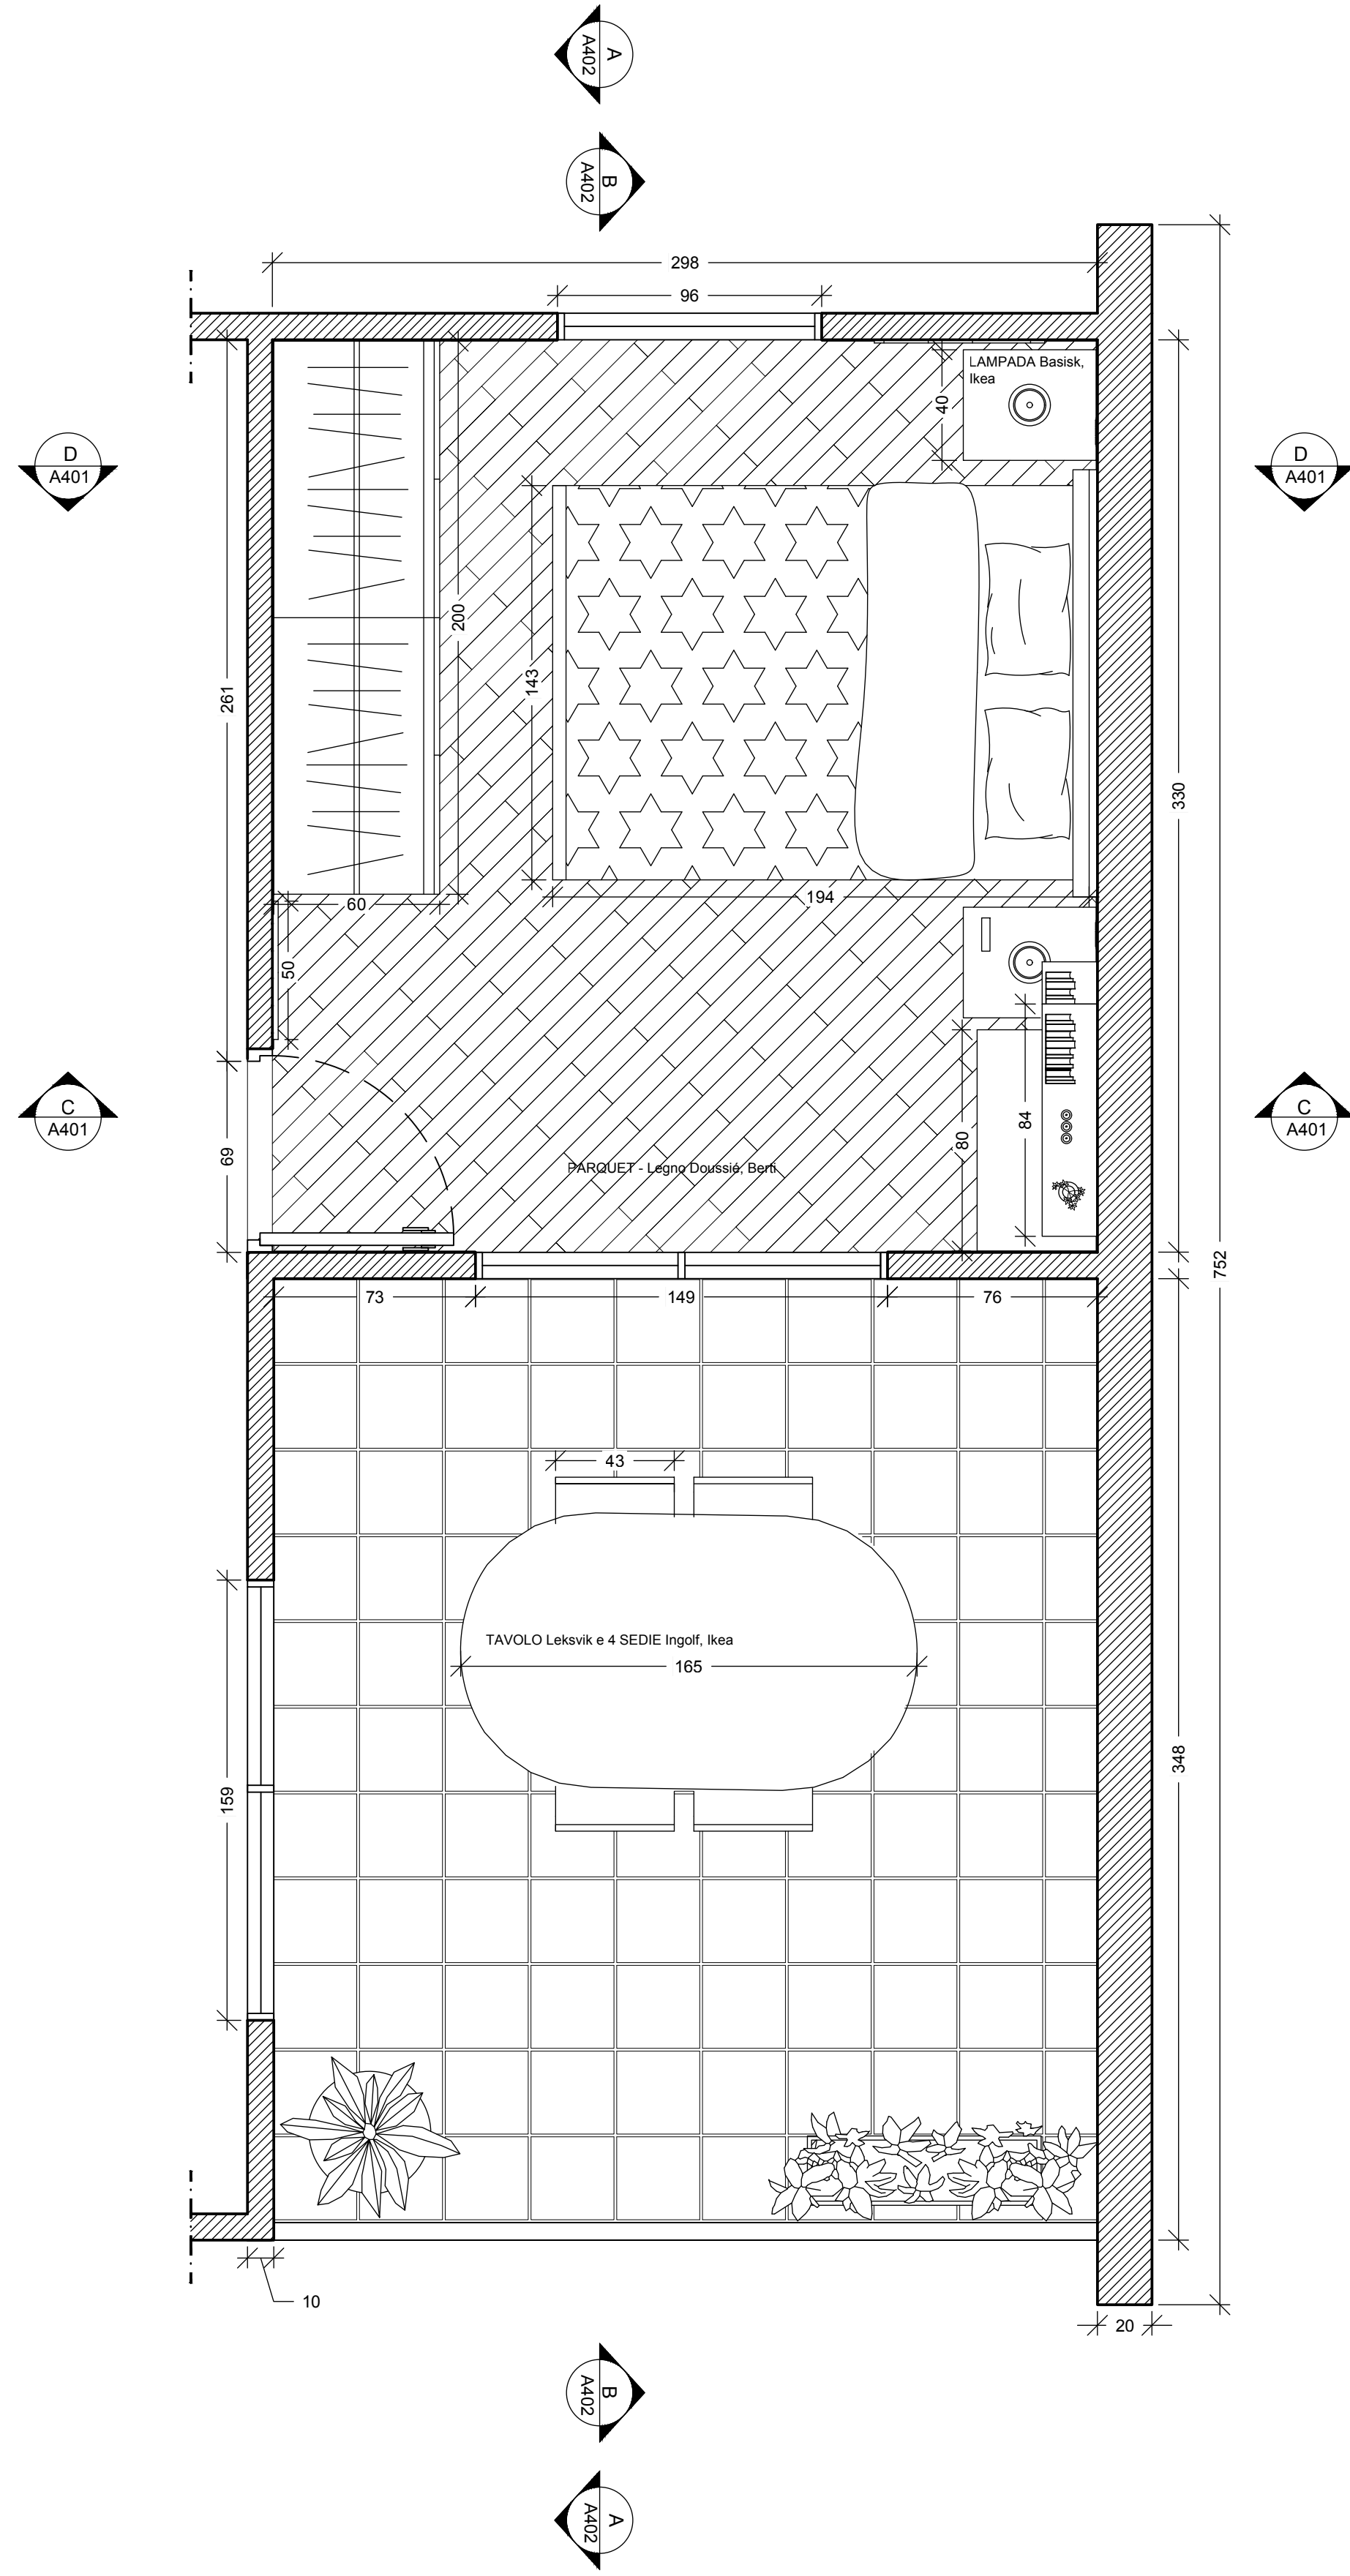 A
A402
B
A402
298
96
LAMPADA Basisk,
Ikea
40
D
A401
D
A401
200
143
261
330
60
194
50
C
A401
C
A401
84
80
69
PARQUET - Legno Doussié, Berti
752
73
149
76
43
TAVOLO Leksvik e 4 SEDIE Ingolf, Ikea
165
348
159
10
20
B
A402
A
A402